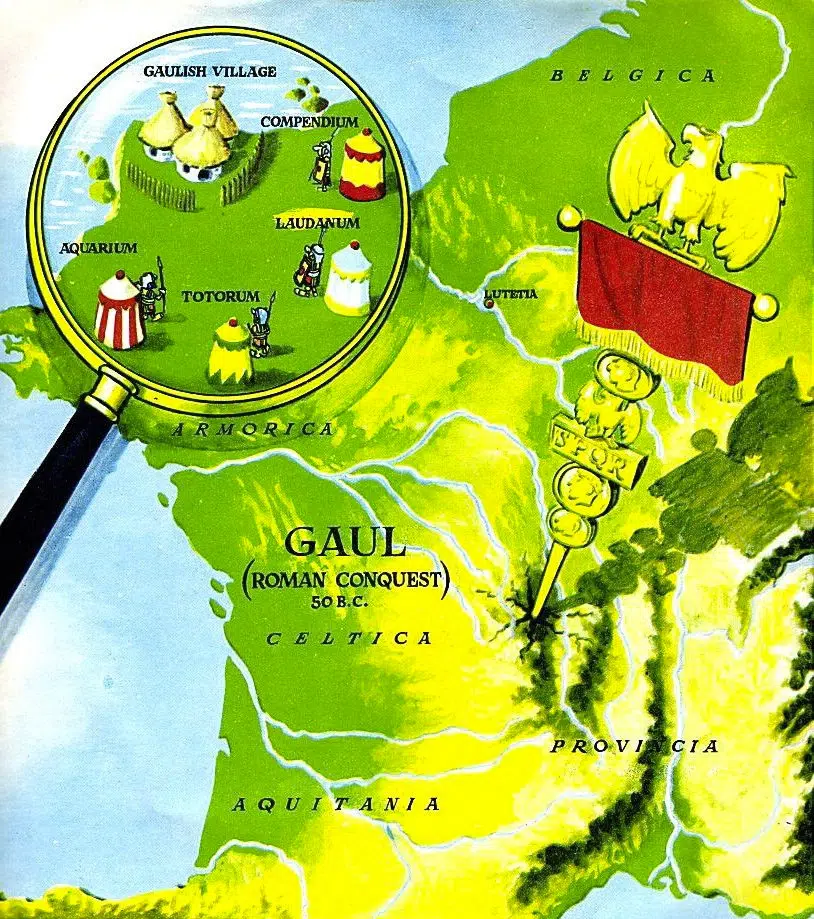 GAULISH VILLAGE
COMPENDIUM
LAUDANUM
AQUARIUM
TOTORUM
BELGICA
LUTETIA
SPQR
ARMORICA
GAUL
(ROMAN CONQUEST)
50 B.C.
CELTICA
PROVINCIA
AQUITANIA